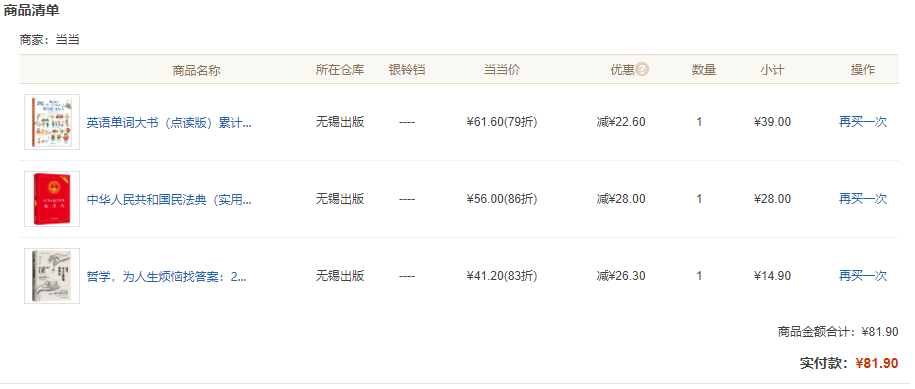 商品清单
商家：当当
商品名称 所在仓库 银铃铛 当当价 优惠? 数量 小计 操作
英语单词大书（点读版）累计... 无锡出版 ---- ¥61.60(79折) 减¥22.60 1 ¥39.00 再买一次
中华人民共和国民法典（实用... 无锡出版 ---- ¥56.00(86折) 减¥28.00 1 ¥28.00 再买一次
哲学，为人生烦恼找答案：2... 无锡出版 ---- ¥41.20(83折) 减¥26.30 1 ¥14.90 再买一次
商品金额合计：¥81.90
实付款：¥81.90